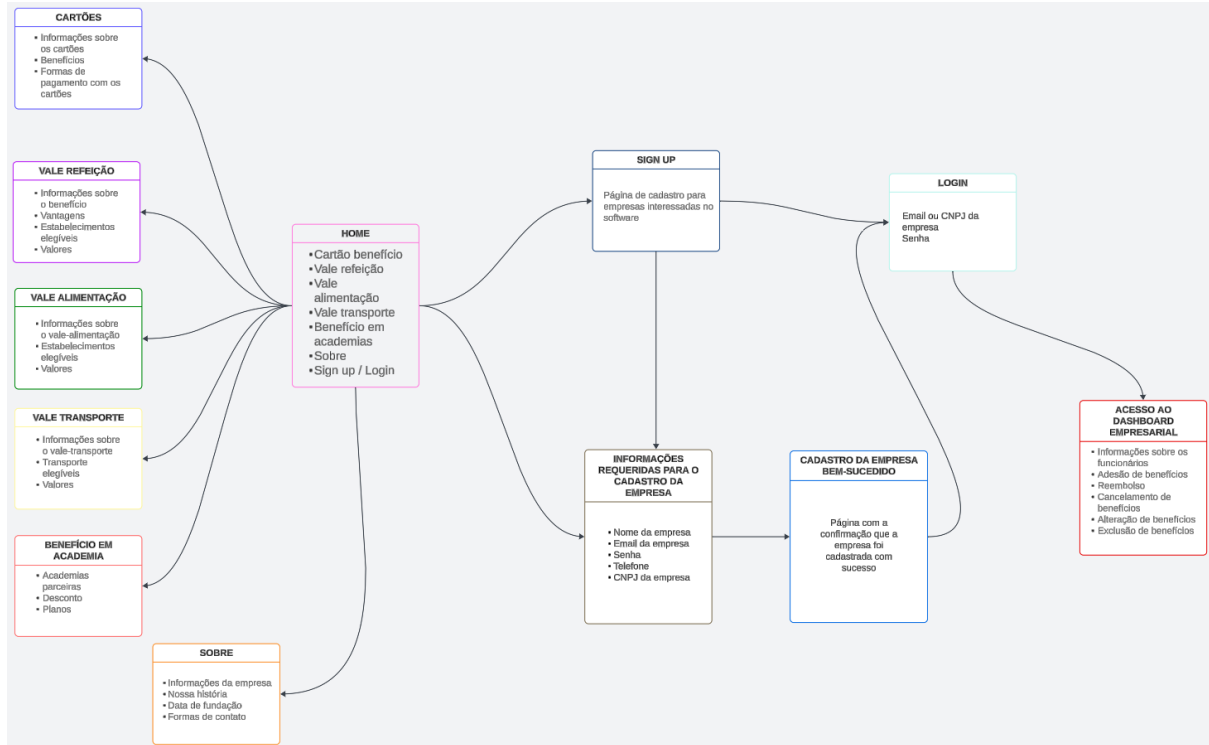 CARTÕES
• Informações sobre
os cartões
• Benefícios
• Formas de
pagamento com os
cartões
VALE REFEIÇÃO
• Informações sobre
o benefício
• Vantagens
• Estabelecimentos
elegíveis
• Valores
VALE ALIMENTAÇÃO
• Informações sobre
o vale-alimentação
• Estabelecimentos
elegíveis
• Valores
VALE TRANSPORTE
• Informações sobre
o vale-transporte
• Transporte
elegíveis
• Valores
BENEFÍCIO EM
ACADEMIA
• Academias
parceiras
• Desconto
• Planos
SOBRE
• Informações da empresa
• Nossa história
• Data de fundação
• Formas de contato
HOME
• Cartão benefício
• Vale refeição
• Vale
alimentação
• Vale transporte
• Benefício em
academias
• Sobre
• Sign up / Login
SIGN UP
Página de cadastro para
empresas interessadas no
software
INFORMAÇÕES
REQUERIDAS PARA O
CADASTRO DA
EMPRESA
• Nome da empresa
• Email da empresa
• Senha
• Telefone
• CNPJ da empresa
CADASTRO DA EMPRESA
BEM-SUCEDIDO
Página com a
confirmação que a
empresa foi
cadastrada com
sucesso
LOGIN
Email ou CNPJ da
empresa
Senha
ACESSO AO
DASHBOARD
EMPRESARIAL
• Informações sobre os
funcionários
• Adesão de benefícios
• Reembolso
• Cancelamento de
benefícios
• Alteração de benefícios
• Exclusão de benefícios